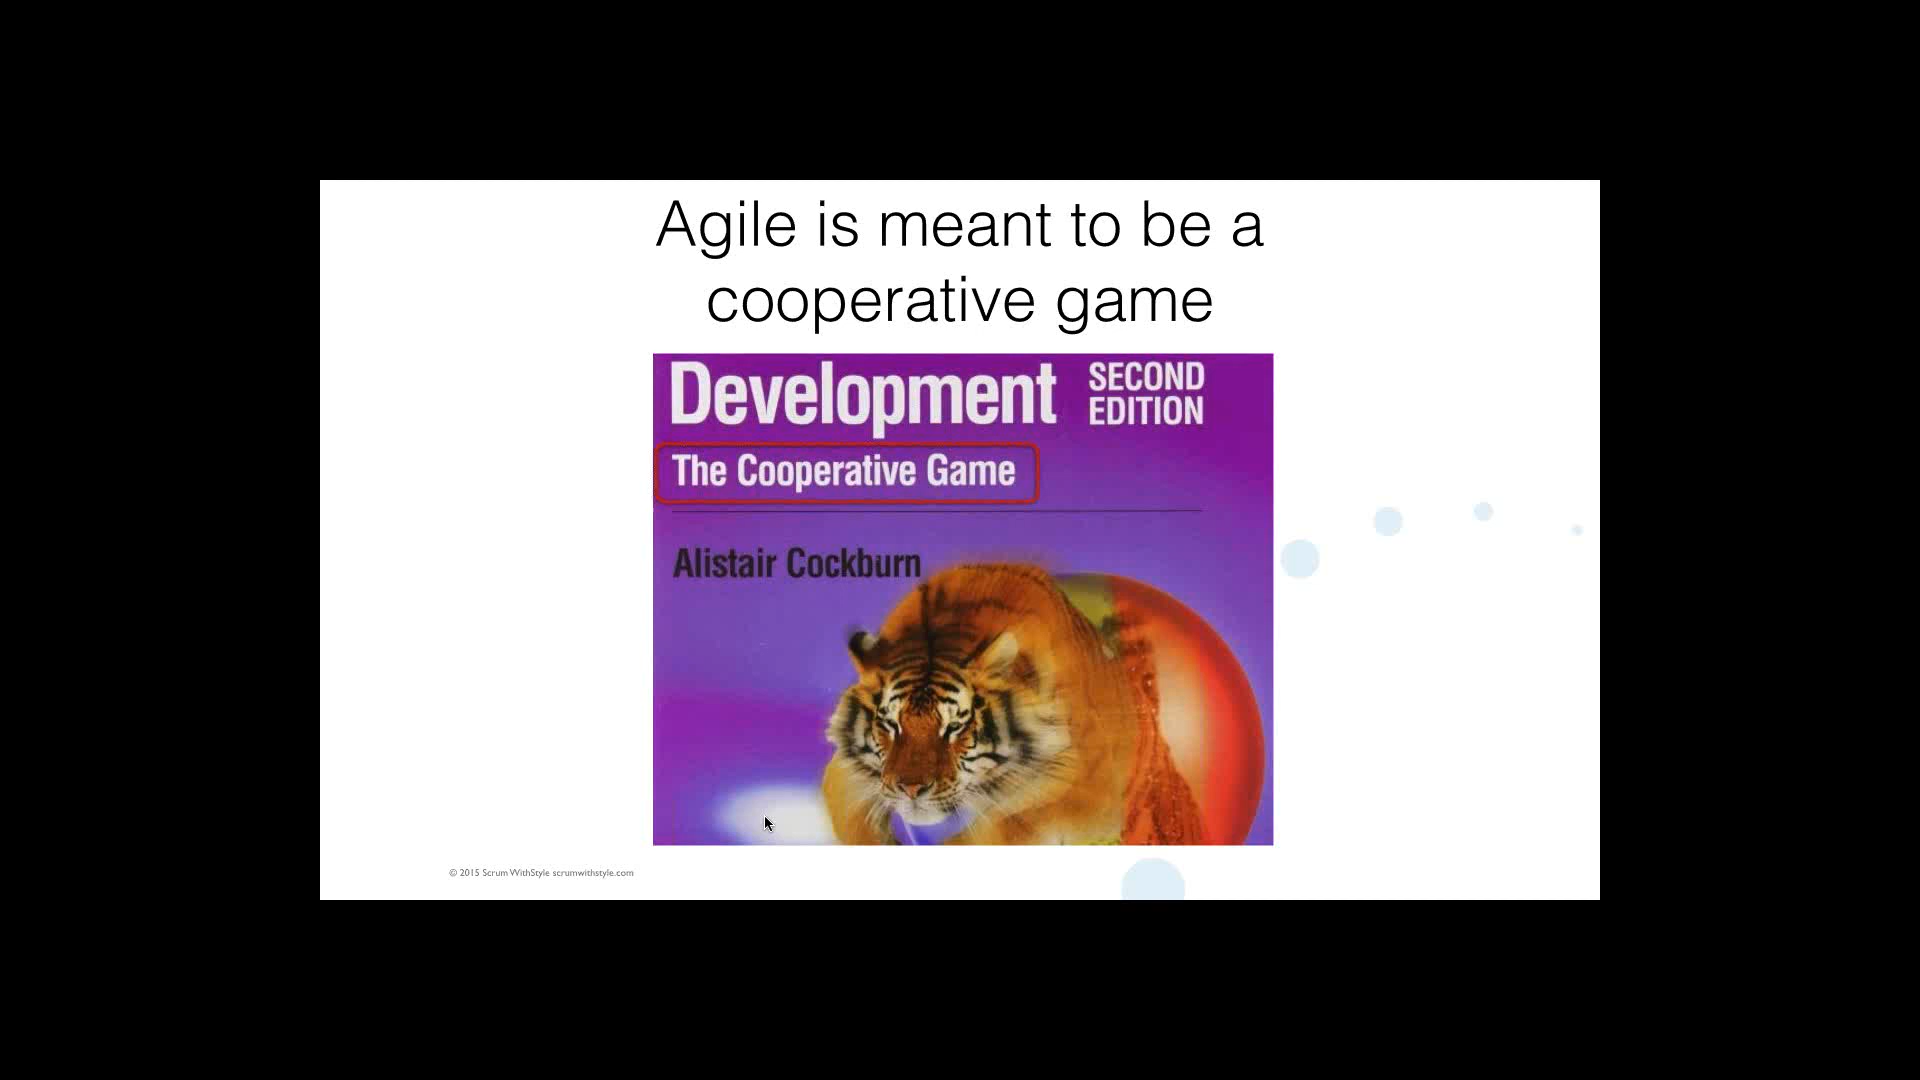 Agile is meant to be a
cooperative game
Development
SECOND
EDITION
The Cooperative Game
Alistair Cockburn
© 2015 Scrum WithStyle scrumwithstyle.com